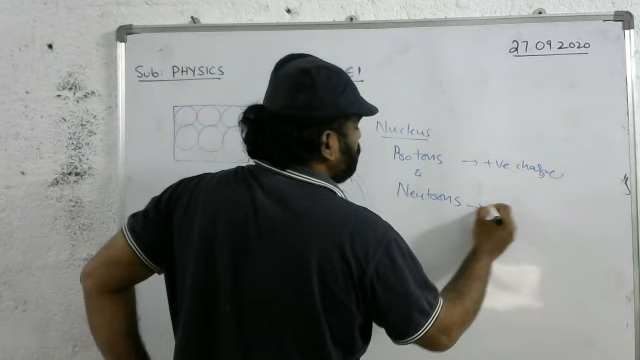 27.09.2020
Sub: PHYSICS
Nucleus
Protons → +ve charge
&
Neutrons →